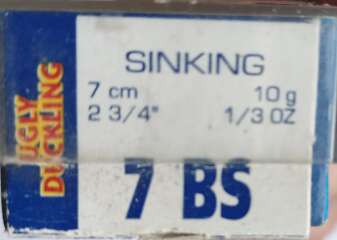 UGLY
DUCKLING
SINKING
7 cm 10 g
2 3/4" 1/3 OZ
7 BS